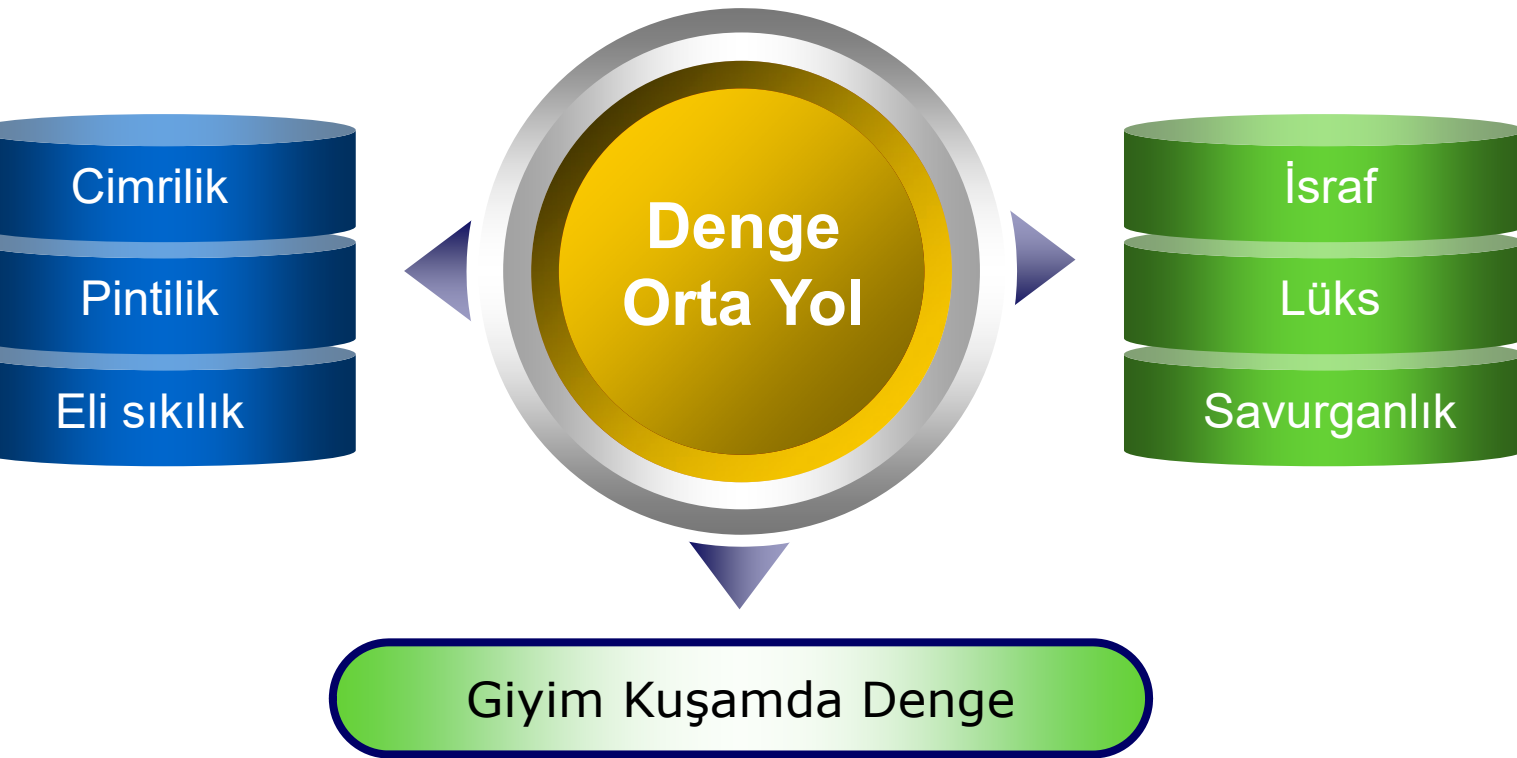 Cimrilik
Pintilik
Eli sıkılık
Denge
Orta Yol
İsraf
Lüks
Savurganlık
Giyim Kuşamda Denge